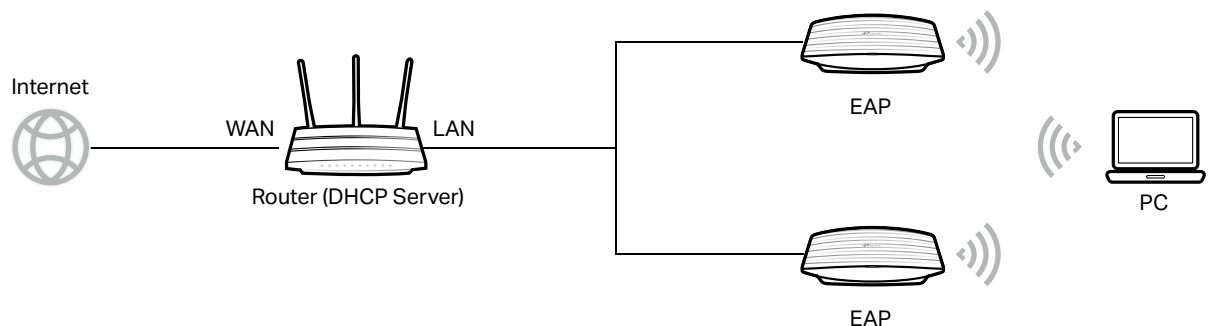 Internet
WAN
LAN
Router (DHCP Server)
EAP
PC
EAP